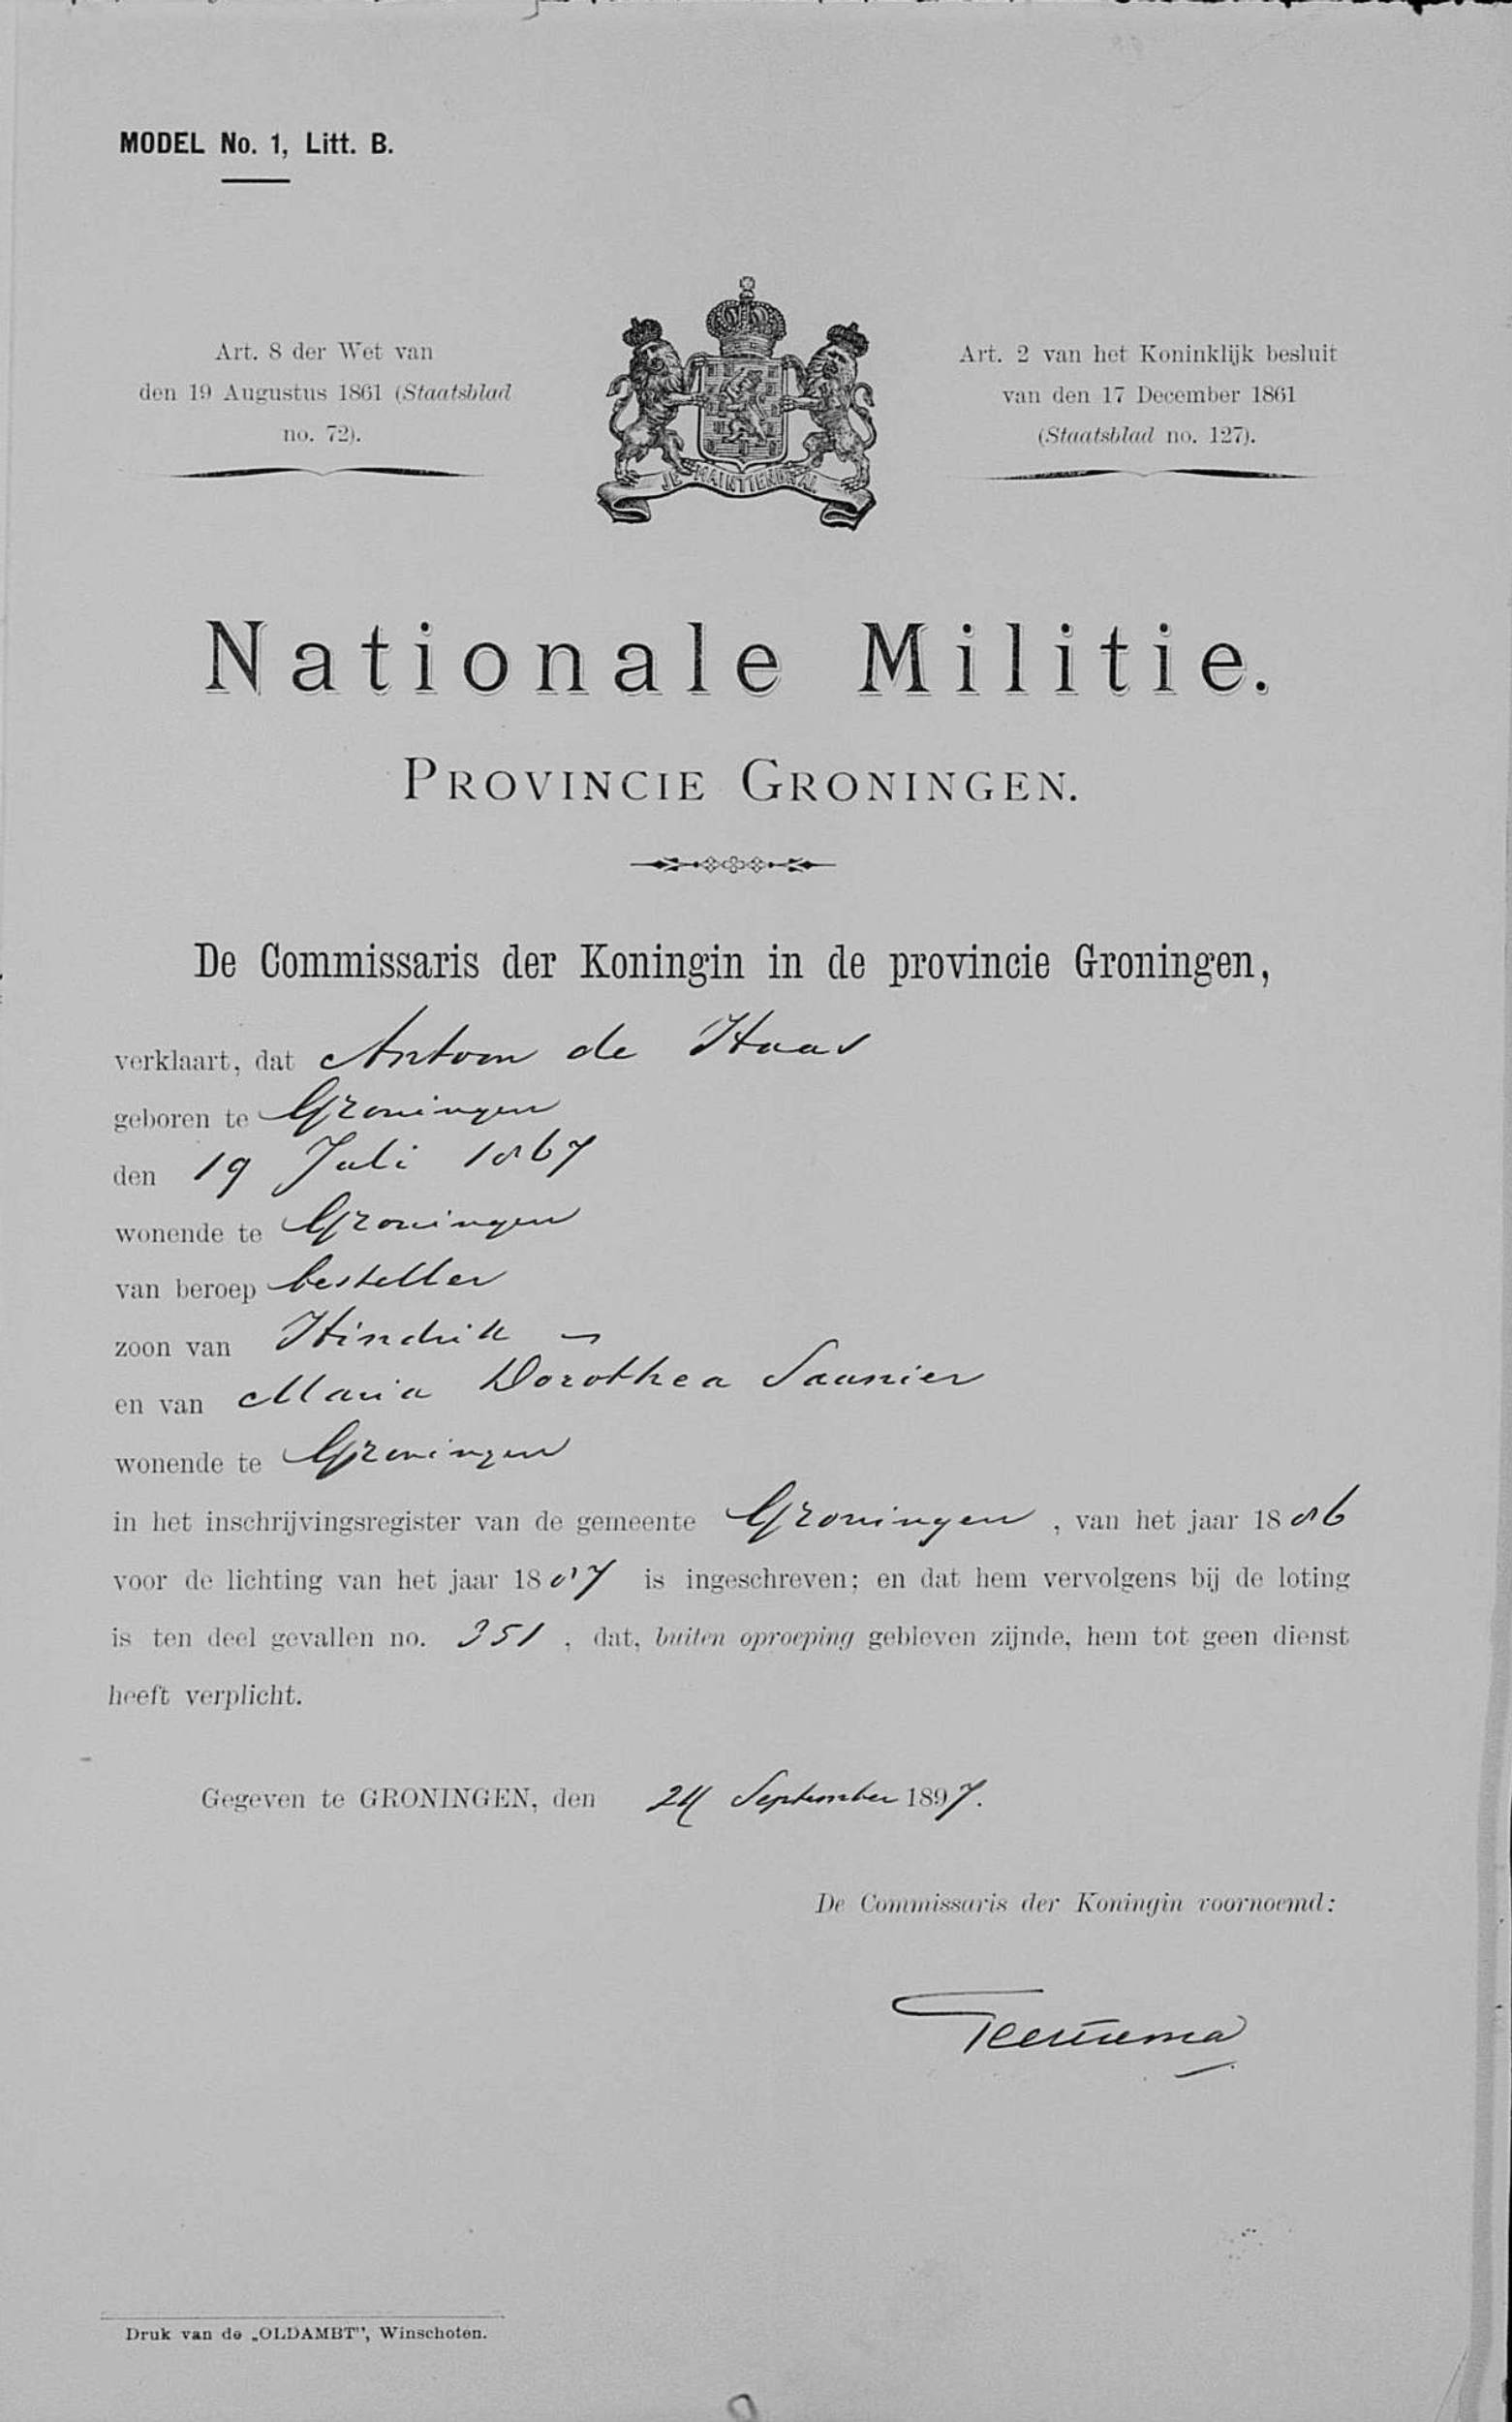 MODEL No. 1, Litt. B.
Art. 8 der Wet van
den 19 Augustus 1861 (Staatsblad
no. 72).
JE MAINTIENDRAI
Art. 2 van het Koninklijk besluit
van den 17 December 1861
(Staatsblad no. 127).
Nationale Militie.
PROVINCIE GRONINGEN.
De Commissaris der Koningin in de provincie Groningen,
verklaart, dat Antoon de Haas
geboren te Groningen
den 19 Juli 1867
wonende te Groningen
van beroep besteller
zoon van Hindrik
en van Maria Dorothea Saunier
wonende te Groningen
in het inschrijvingsregister van de gemeente Groningen, van het jaar 1886
voor de lichting van het jaar 1887 is ingeschreven; en dat hem vervolgens bij de loting
is ten deel gevallen no. 351, dat, buiten oproeping gebleven zijnde, hem tot geen dienst
heeft verplicht.
Gegeven te GRONINGEN, den 24 September 1897.
De Commissaris der Koningin voornoemd:
Geertsema
Druk van de „OLDAMBT", Winschoten.